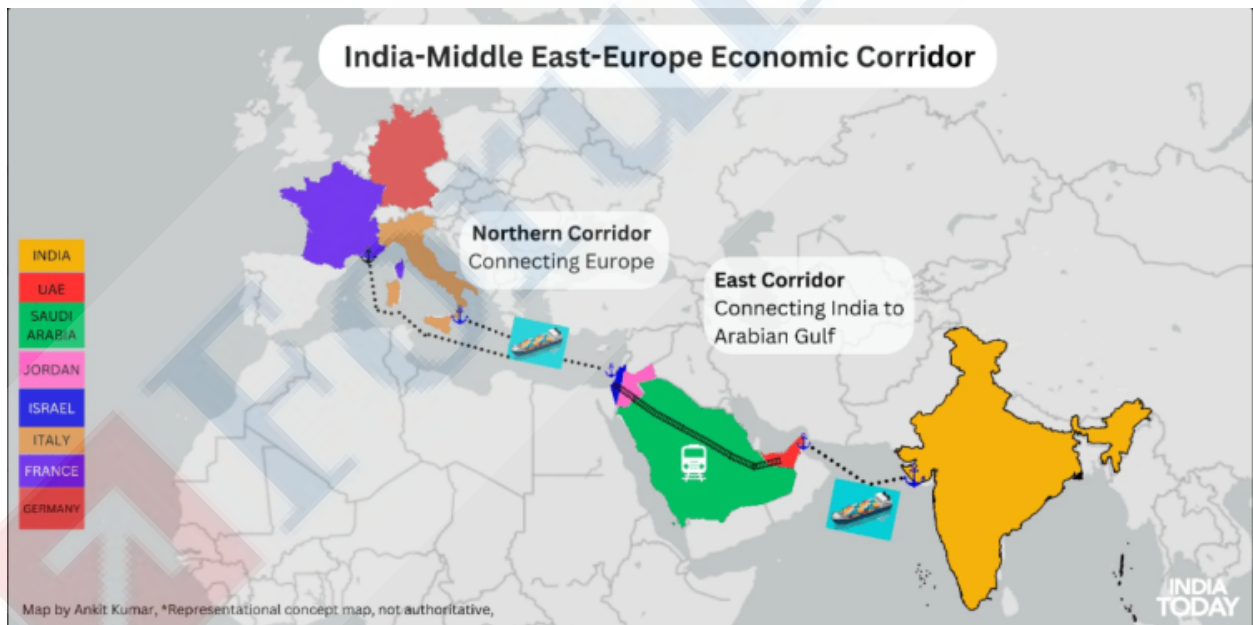 India-Middle East-Europe Economic Corridor
Northern Corridor
Connecting Europe
East Corridor
Connecting India to
Arabian Gulf
INDIA
UAE
SAUDI
ARABIA
JORDAN
ISRAEL
ITALY
FRANCE
GERMANY
Map by Ankit Kumar, *Representational concept map, not authoritative,
INDIA
TODAY